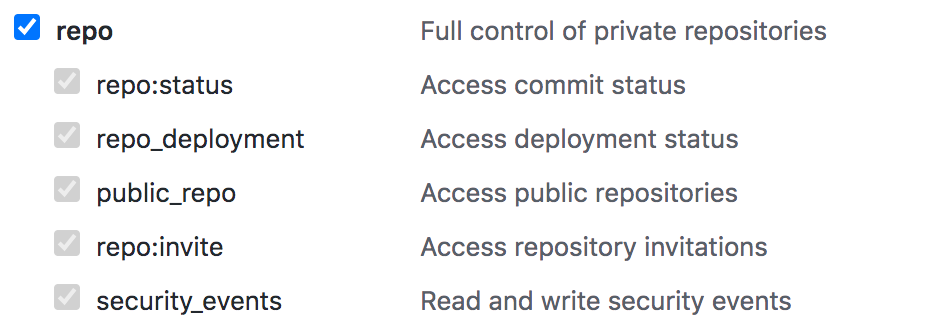 repo Full control of private repositories
repo:status Access commit status
repo_deployment Access deployment status
public_repo Access public repositories
repo:invite Access repository invitations
security_events Read and write security events